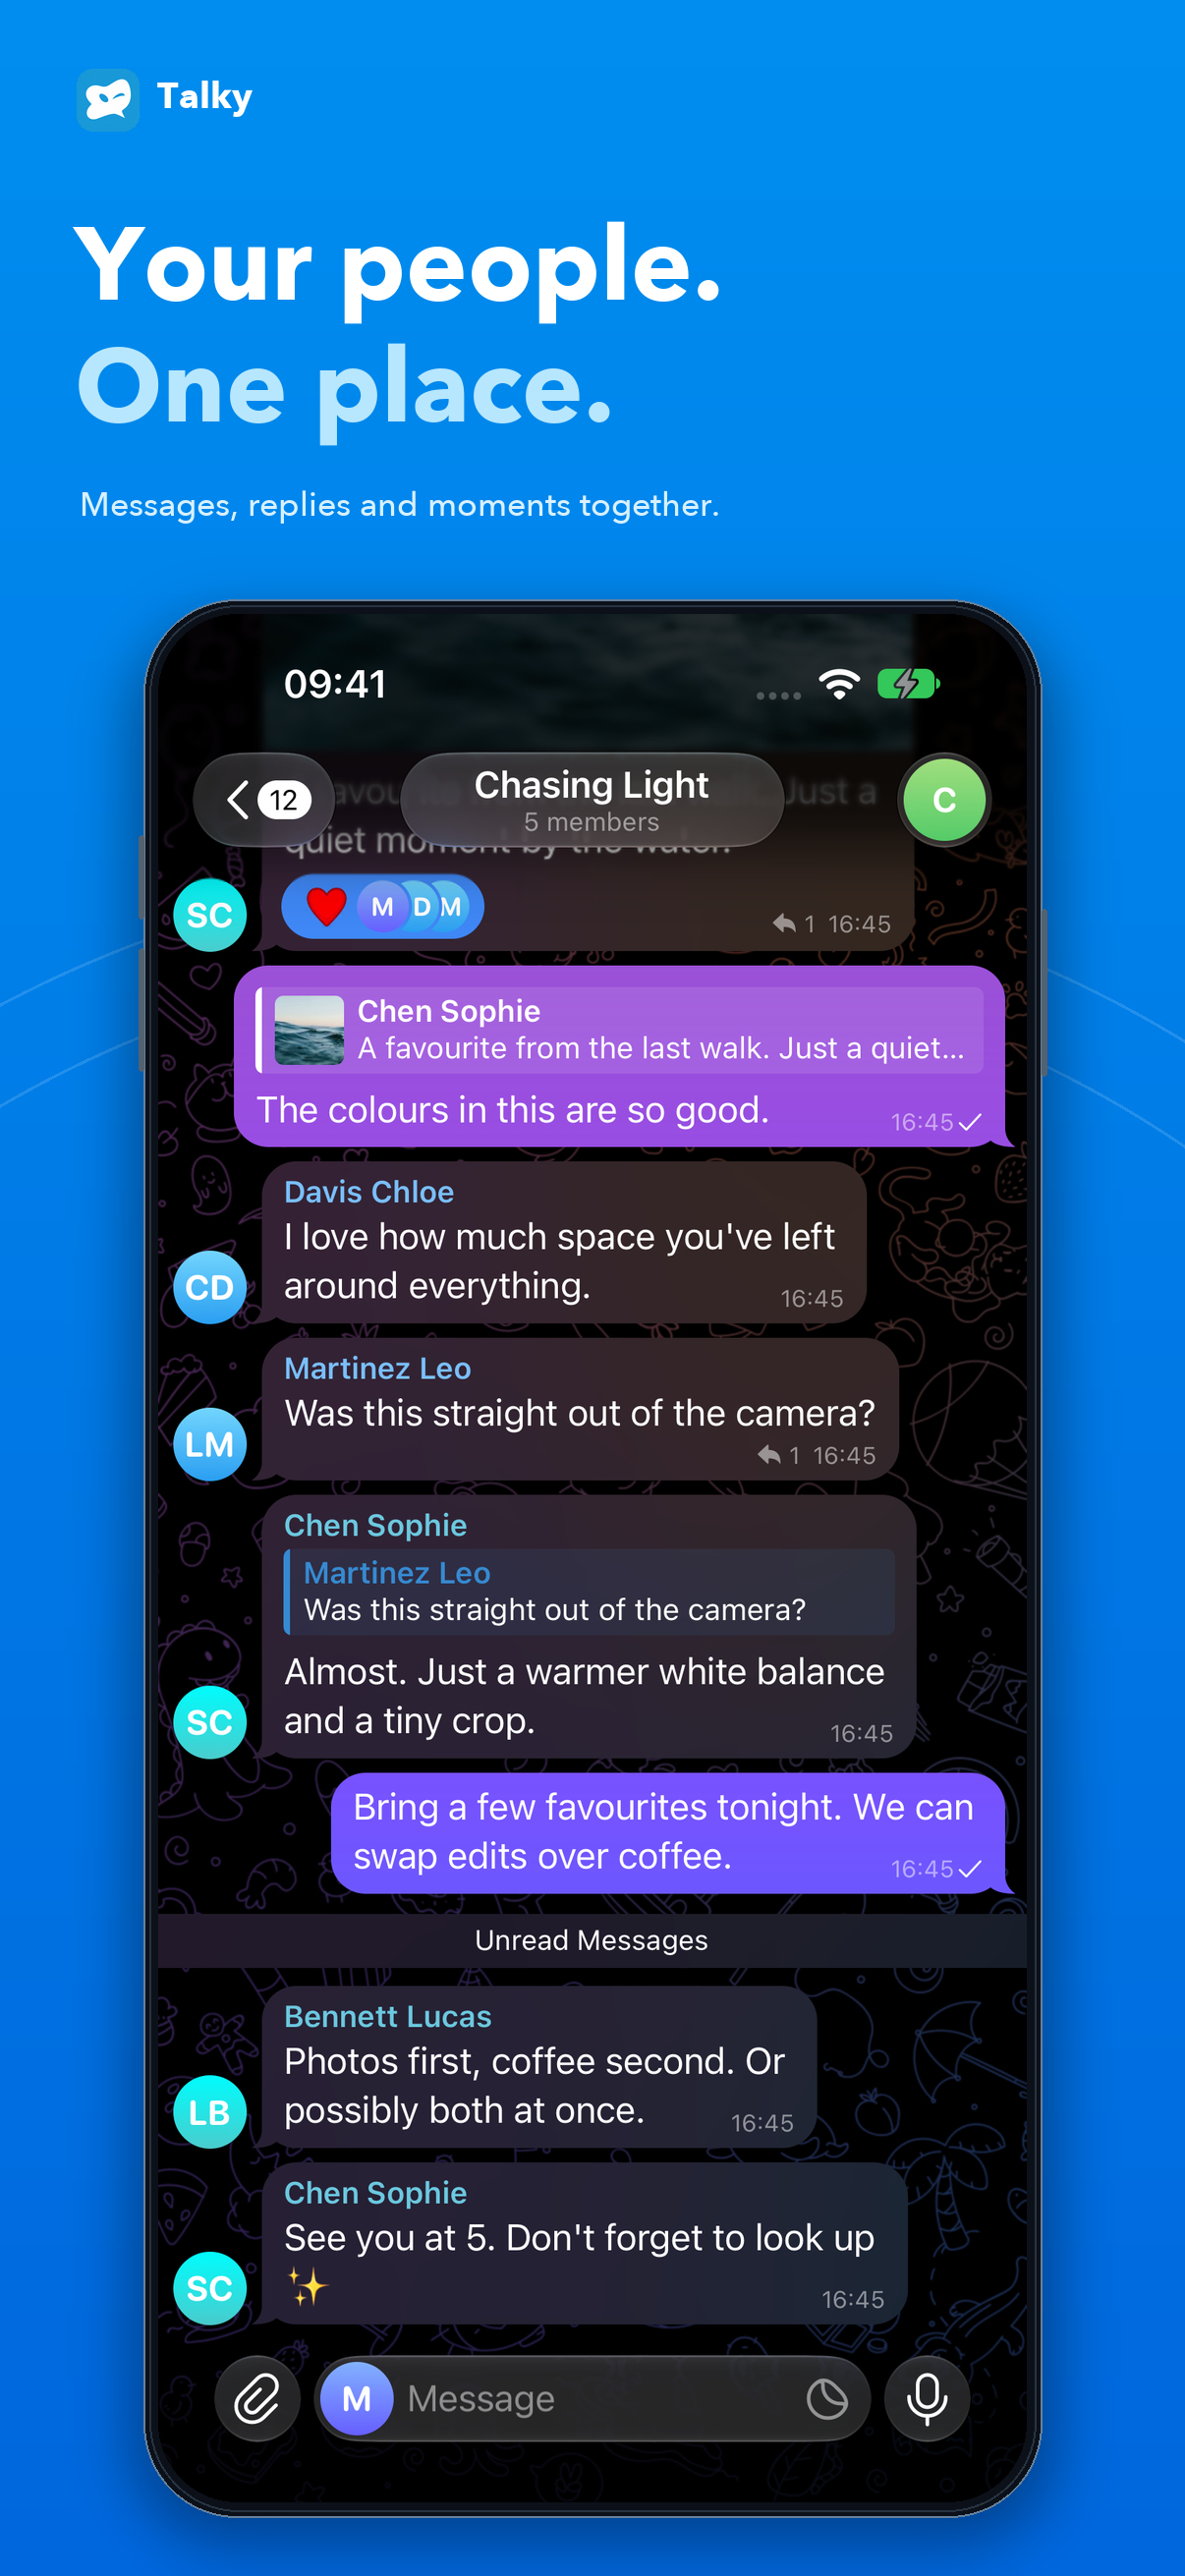 Talky
Your people.
One place.
Messages, replies and moments together.
09:41
12
Chasing Light
5 members
C
avourite Just a
quiet moment by the water.
SC
M D M
1 16:45
Chen Sophie
A favourite from the last walk. Just a quiet...
The colours in this are so good.
16:45
Davis Chloe
I love how much space you've left
around everything.
16:45
CD
Martinez Leo
Was this straight out of the camera?
1 16:45
LM
Chen Sophie
Martinez Leo
Was this straight out of the camera?
Almost. Just a warmer white balance
and a tiny crop.
16:45
SC
Bring a few favourites tonight. We can
swap edits over coffee.
16:45
Unread Messages
Bennett Lucas
Photos first, coffee second. Or
possibly both at once.
16:45
LB
Chen Sophie
See you at 5. Don't forget to look up
✨
16:45
SC
M
Message